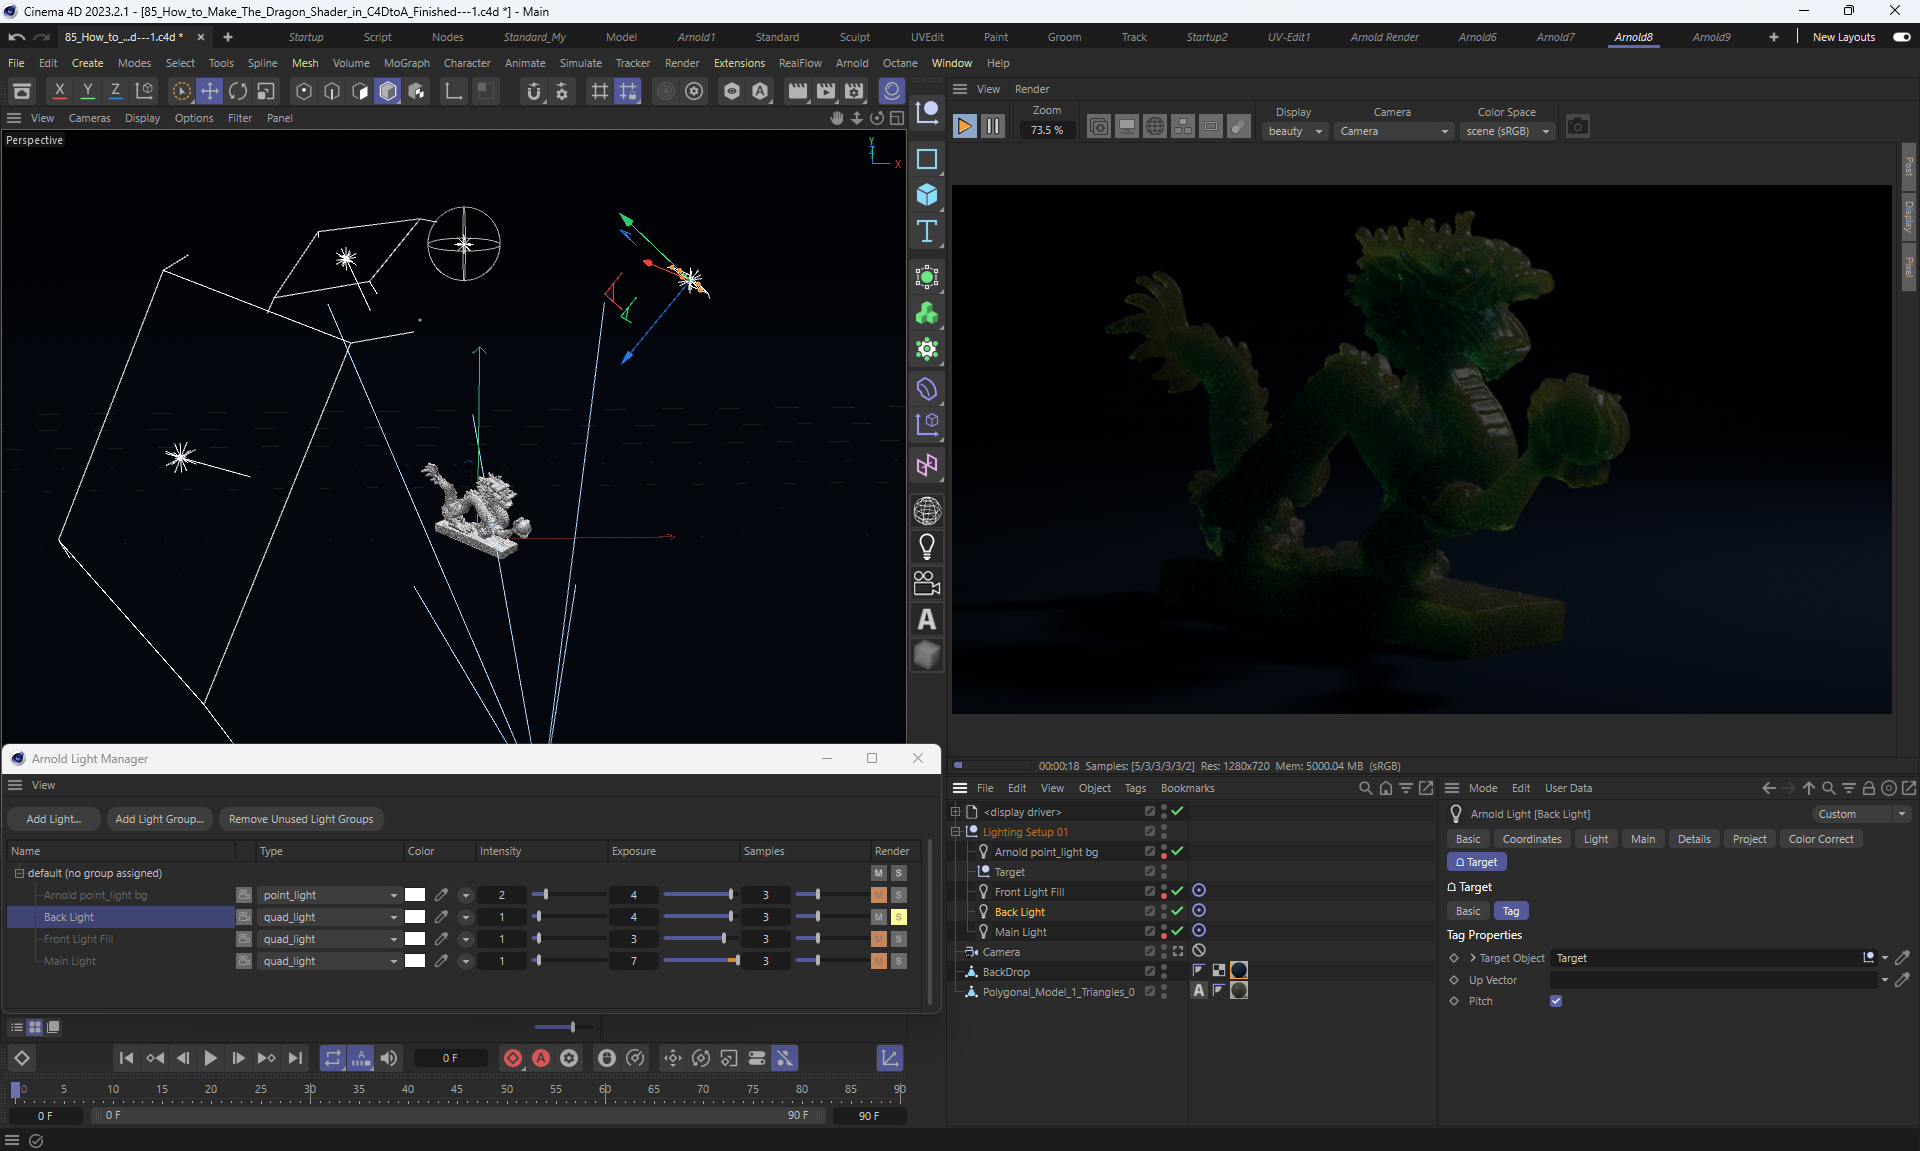 Cinema 4D 2023.2.1 - [85_How_to_Make_The_Dragon_Shader_in_C4DtoA_Finished---1.c4d *] - Main
85_How_to_...d---1.c4d * Startup Script Nodes Standard_My Model Arnold1 Standard Sculpt UVEdit Paint Groom Track Startup2 UV-Edit1 Arnold Render Arnold6 Arnold7 Arnold8 Arnold9 New Layouts
File Edit Create Modes Select Tools Spline Mesh Volume MoGraph Character Animate Simulate Tracker Render Extensions RealFlow Arnold Octane Window Help
X Y Z
View Cameras Display Options Filter Panel
Perspective
Y
Z
X
View Render
Zoom Display Camera Color Space
73.5 % beauty Camera scene (sRGB)
Post
Display
Pixel
00:00:18 Samples: [5/3/3/3/3/2] Res: 1280x720 Mem: 5000.04 MB (sRGB)
Arnold Light Manager
View
Add Light... Add Light Group... Remove Unused Light Groups
Name Type Color Intensity Exposure Samples Render
default (no group assigned) M S
Arnold point_light bg point_light 2 4 3 M S
Back Light quad_light 1 4 3 M S
Front Light Fill quad_light 1 3 3 M S
Main Light quad_light 1 7 3 M S
0 F
0 5 10 15 20 25 30 35 40 45 50 55 60 65 70 75 80 85 90
0 F 0 F 90 F 90 F
File Edit View Object Tags Bookmarks
<display driver>
Lighting Setup 01
Arnold point_light bg
Target
Front Light Fill
Back Light
Main Light
Camera
BackDrop
Polygonal_Model_1_Triangles_0
Mode Edit User Data
Arnold Light [Back Light] Custom
Basic Coordinates Light Main Details Project Color Correct
Target
Target
Basic Tag
Tag Properties
Target Object Target
Up Vector
Pitch